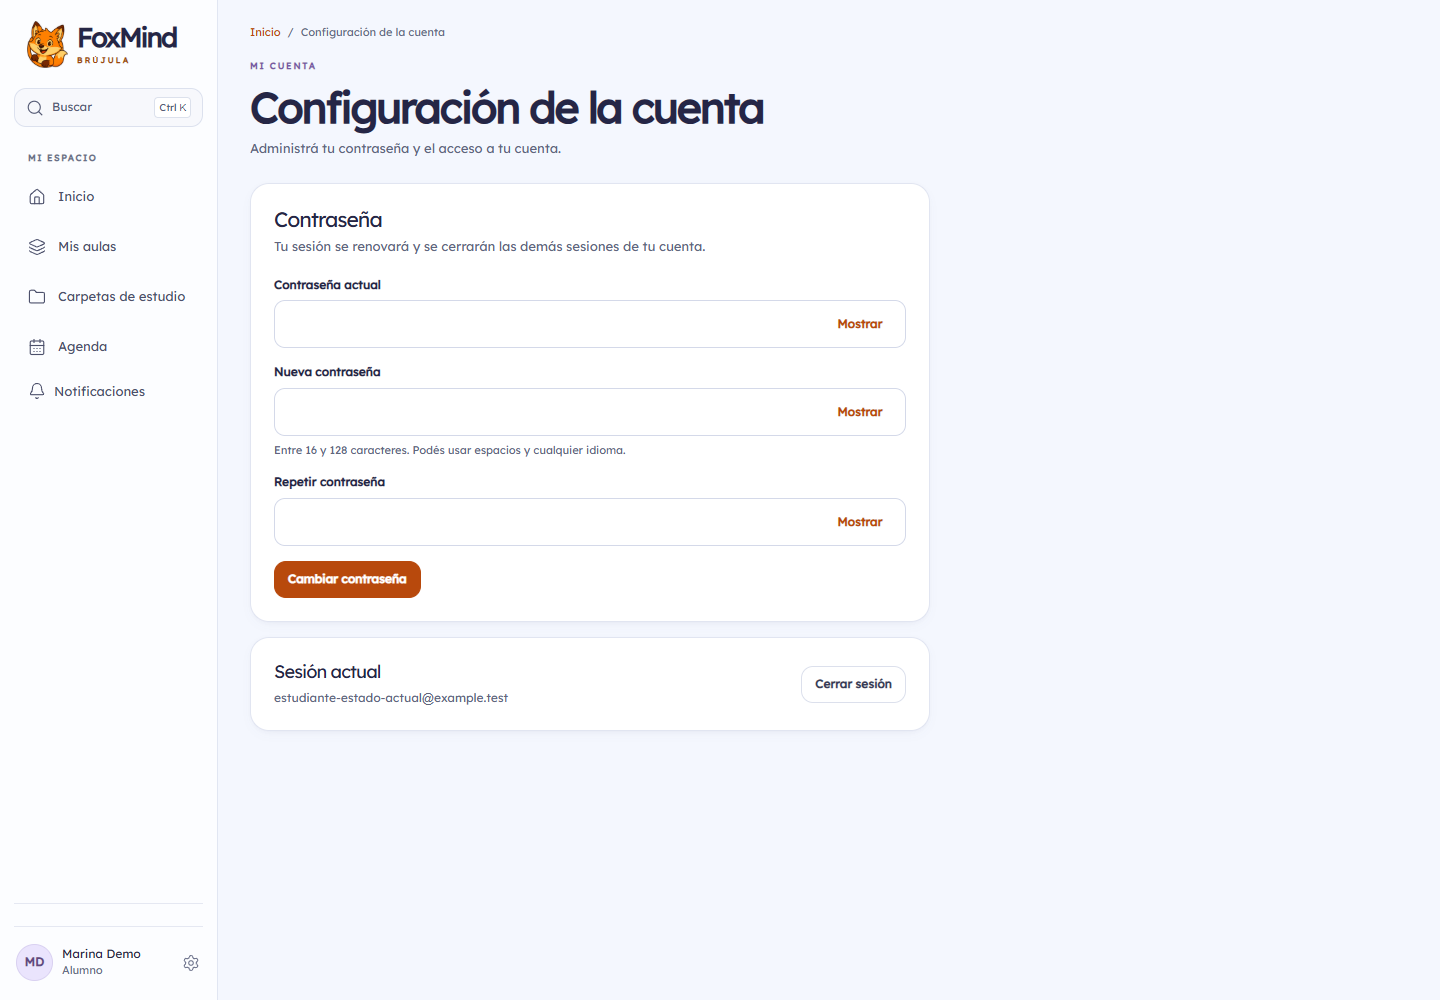 FoxMind
BRÚJULA
Buscar
Ctrl K
MI ESPACIO
Inicio
Mis aulas
Carpetas de estudio
Agenda
Notificaciones
MD
Marina Demo
Alumno
Inicio / Configuración de la cuenta
MI CUENTA
Configuración de la cuenta
Administrá tu contraseña y el acceso a tu cuenta.
Contraseña
Tu sesión se renovará y se cerrarán las demás sesiones de tu cuenta.
Contraseña actual
Mostrar
Nueva contraseña
Mostrar
Entre 16 y 128 caracteres. Podés usar espacios y cualquier idioma.
Repetir contraseña
Mostrar
Cambiar contraseña
Sesión actual
estudiante-estado-actual@example.test
Cerrar sesión